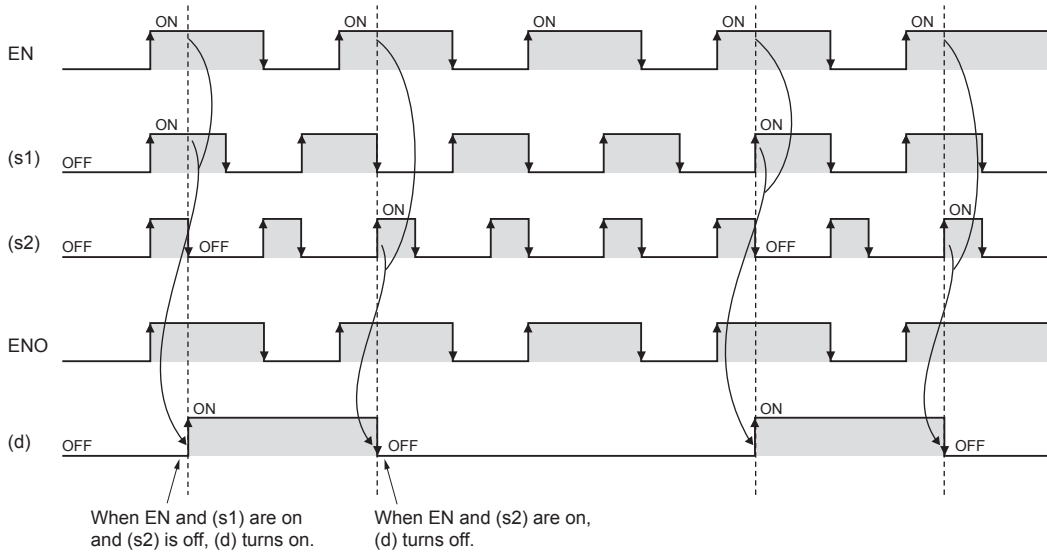 ON ON ON ON ON
EN
ON ON
(s1) OFF
ON ON
(s2) OFF OFF OFF
ENO
ON ON
(d) OFF OFF OFF
When EN and (s1) are on
and (s2) is off, (d) turns on.
When EN and (s2) are on,
(d) turns off.